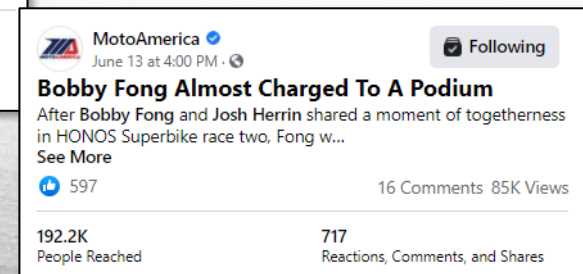 MotoAmerica
Following
June 13 at 4:00 PM ·
Bobby Fong Almost Charged To A Podium
After Bobby Fong and Josh Herrin shared a moment of togetherness
in HONOS Superbike race two, Fong w...
See More
597
16 Comments 85K Views
192.2K
717
People Reached
Reactions, Comments, and Shares